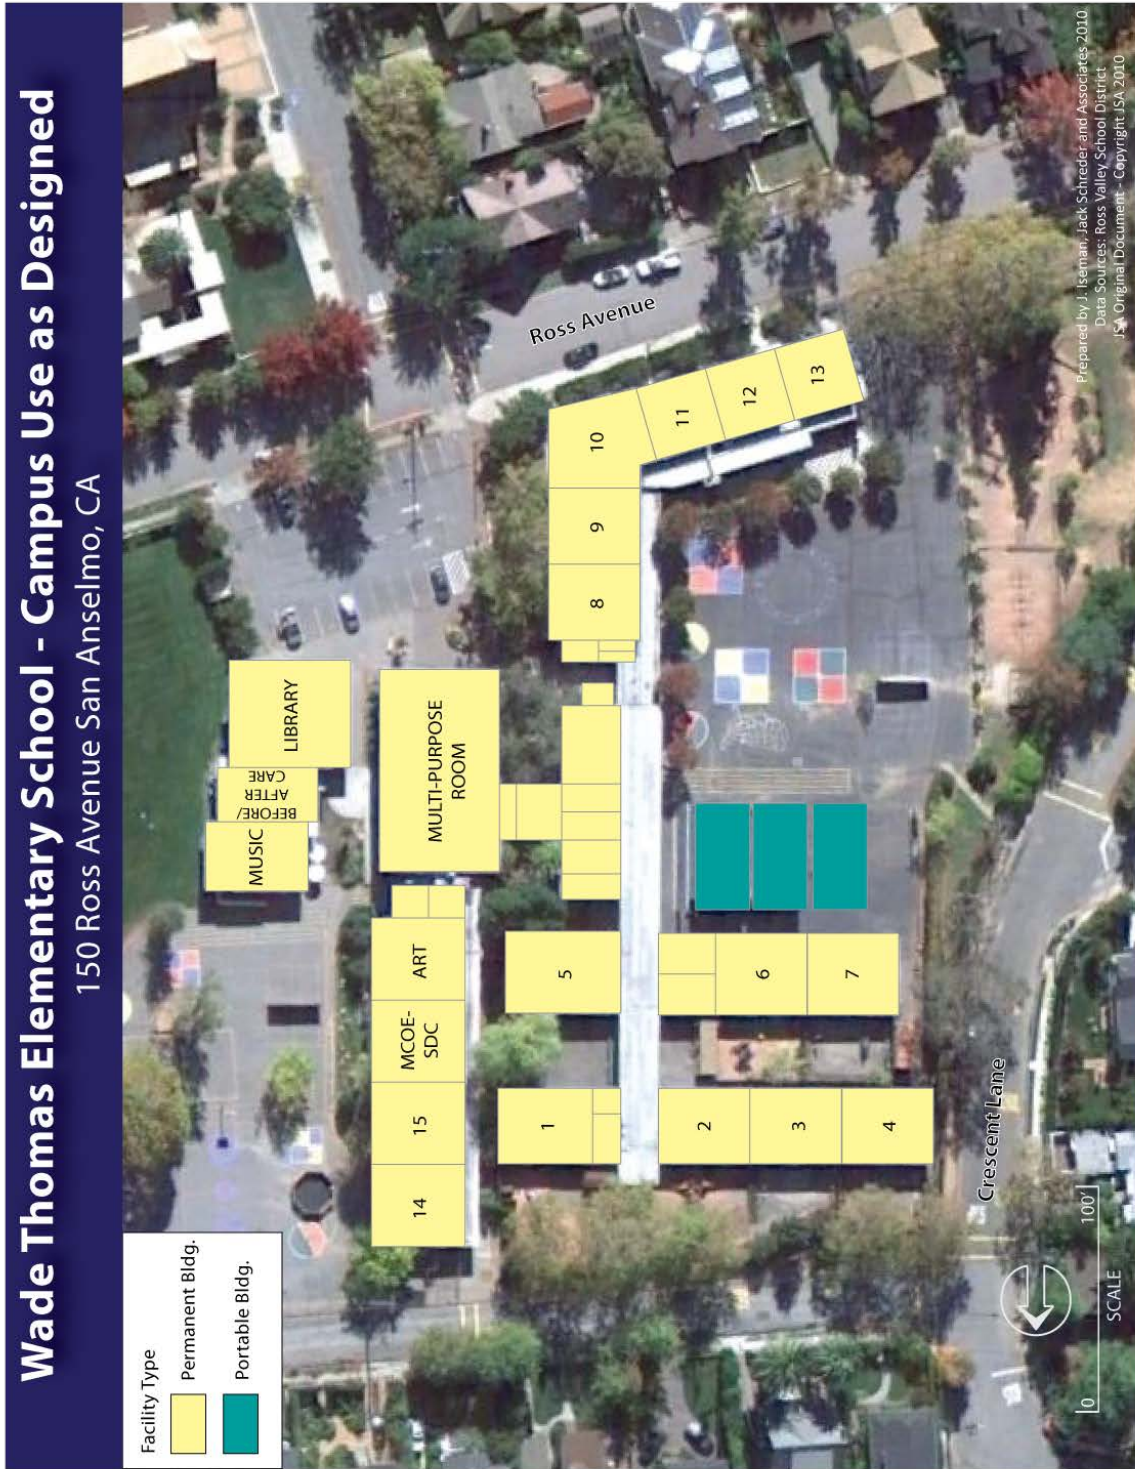 Wade Thomas Elementary School - Campus Use as Designed
150 Ross Avenue San Anselmo, CA
Facility Type
Permanent Bldg.
Portable Bldg.
MUSIC
BEFORE/
AFTER
CARE
LIBRARY
14
15
MCOE-
SDC
ART
MULTI-PURPOSE
ROOM
1
5
8
9
10
11
12
13
Ross Avenue
2
3
4
6
7
Crescent Lane
0
100'
SCALE
Prepared by J. Iseman, Jack Schreder and Associates 2010
Data Sources: Ross Valley School District
JSA Original Document - Copyright JSA 2010